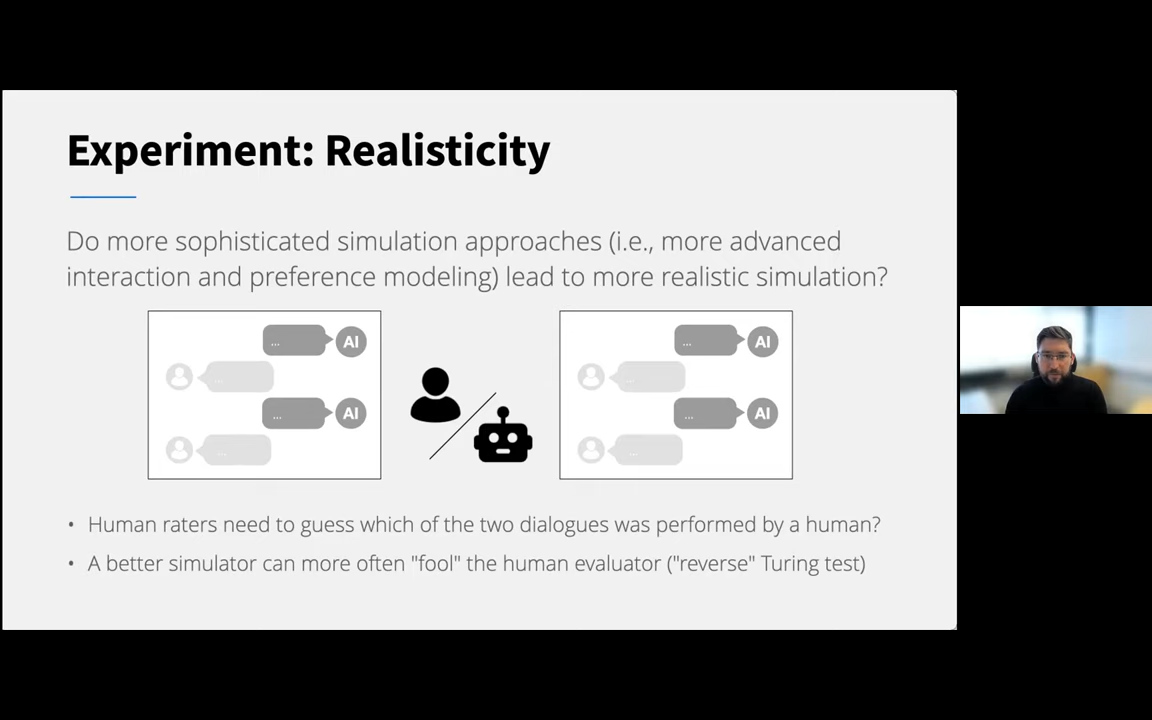 Experiment: Realisticity
Do more sophisticated simulation approaches (i.e., more advanced
interaction and preference modeling) lead to more realistic simulation?
... AI
...
... AI
...
... AI
...
... AI
...
• Human raters need to guess which of the two dialogues was performed by a human?
• A better simulator can more often "fool" the human evaluator ("reverse" Turing test)